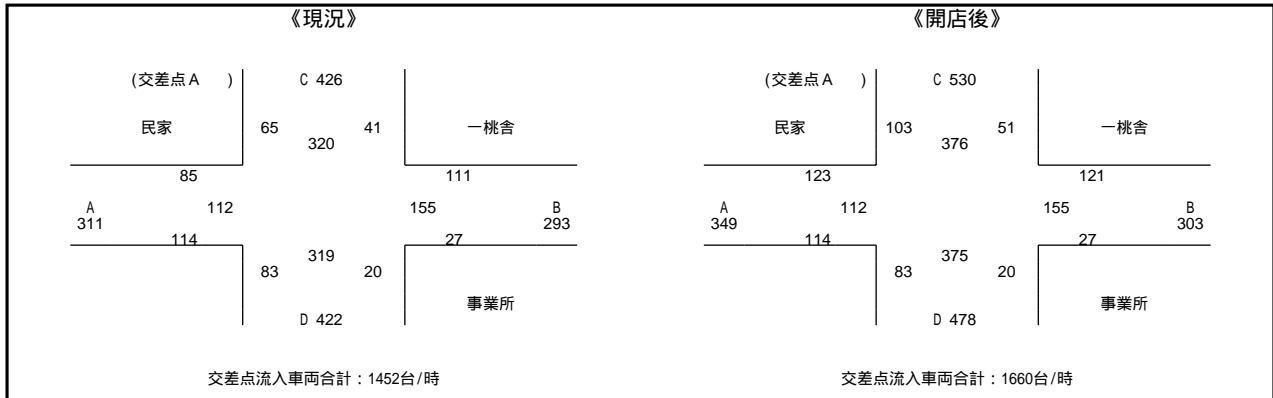 《現況》
(交差点A )
C 426
民家
65
41
一桃舎
320
85
111
A
112
155
B
311
293
114
27
319
83
20
事業所
D 422
交差点流入車両合計：1452台/時
《開店後》
(交差点A )
C 530
民家
103
51
一桃舎
376
123
121
A
112
155
B
349
303
114
27
375
83
20
事業所
D 478
交差点流入車両合計：1660台/時